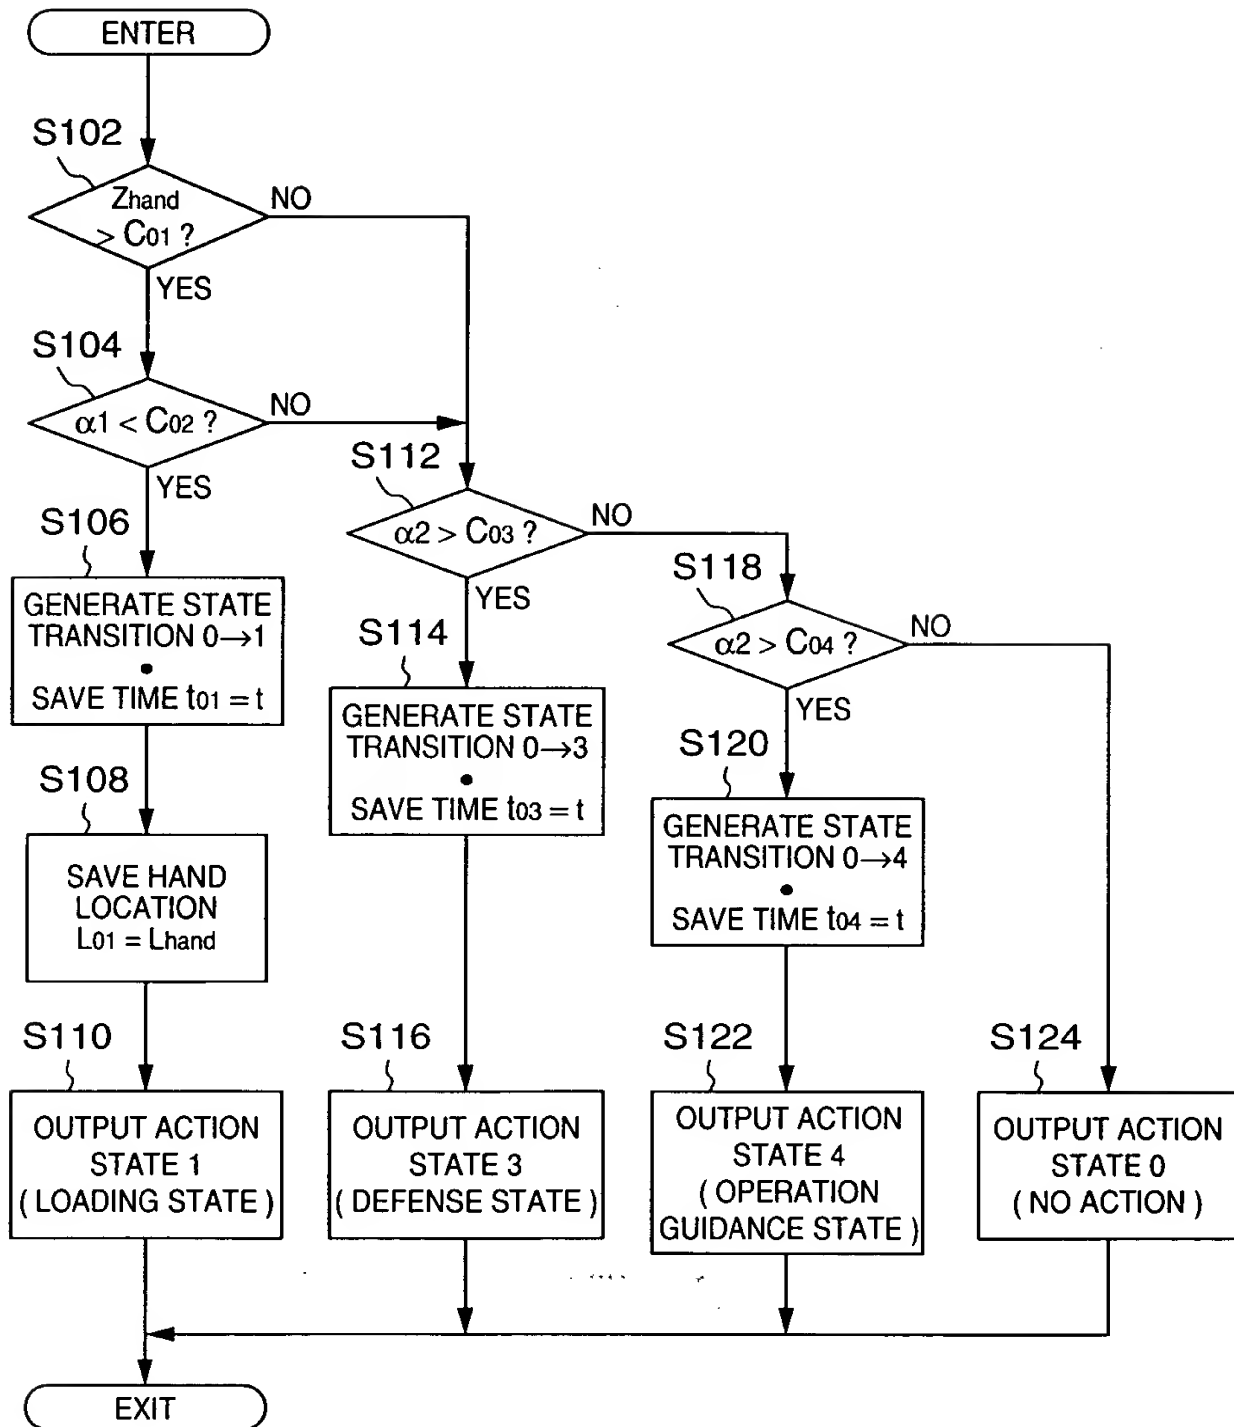 ENTER
S102
Zhand
> C01 ?
NO
YES
S104
α1 < C02 ?
NO
YES
S112
α2 > C03 ?
NO
YES
S106
GENERATE STATE
TRANSITION 0→1
•
SAVE TIME t01 = t
S118
α2 > C04 ?
NO
YES
S114
GENERATE STATE
TRANSITION 0→3
•
SAVE TIME t03 = t
S108
SAVE HAND
LOCATION
L01 = Lhand
S120
GENERATE STATE
TRANSITION 0→4
•
SAVE TIME t04 = t
S110
OUTPUT ACTION
STATE 1
( LOADING STATE )
S116
OUTPUT ACTION
STATE 3
( DEFENSE STATE )
S122
OUTPUT ACTION
STATE 4
( OPERATION
GUIDANCE STATE )
S124
OUTPUT ACTION
STATE 0
( NO ACTION )
EXIT